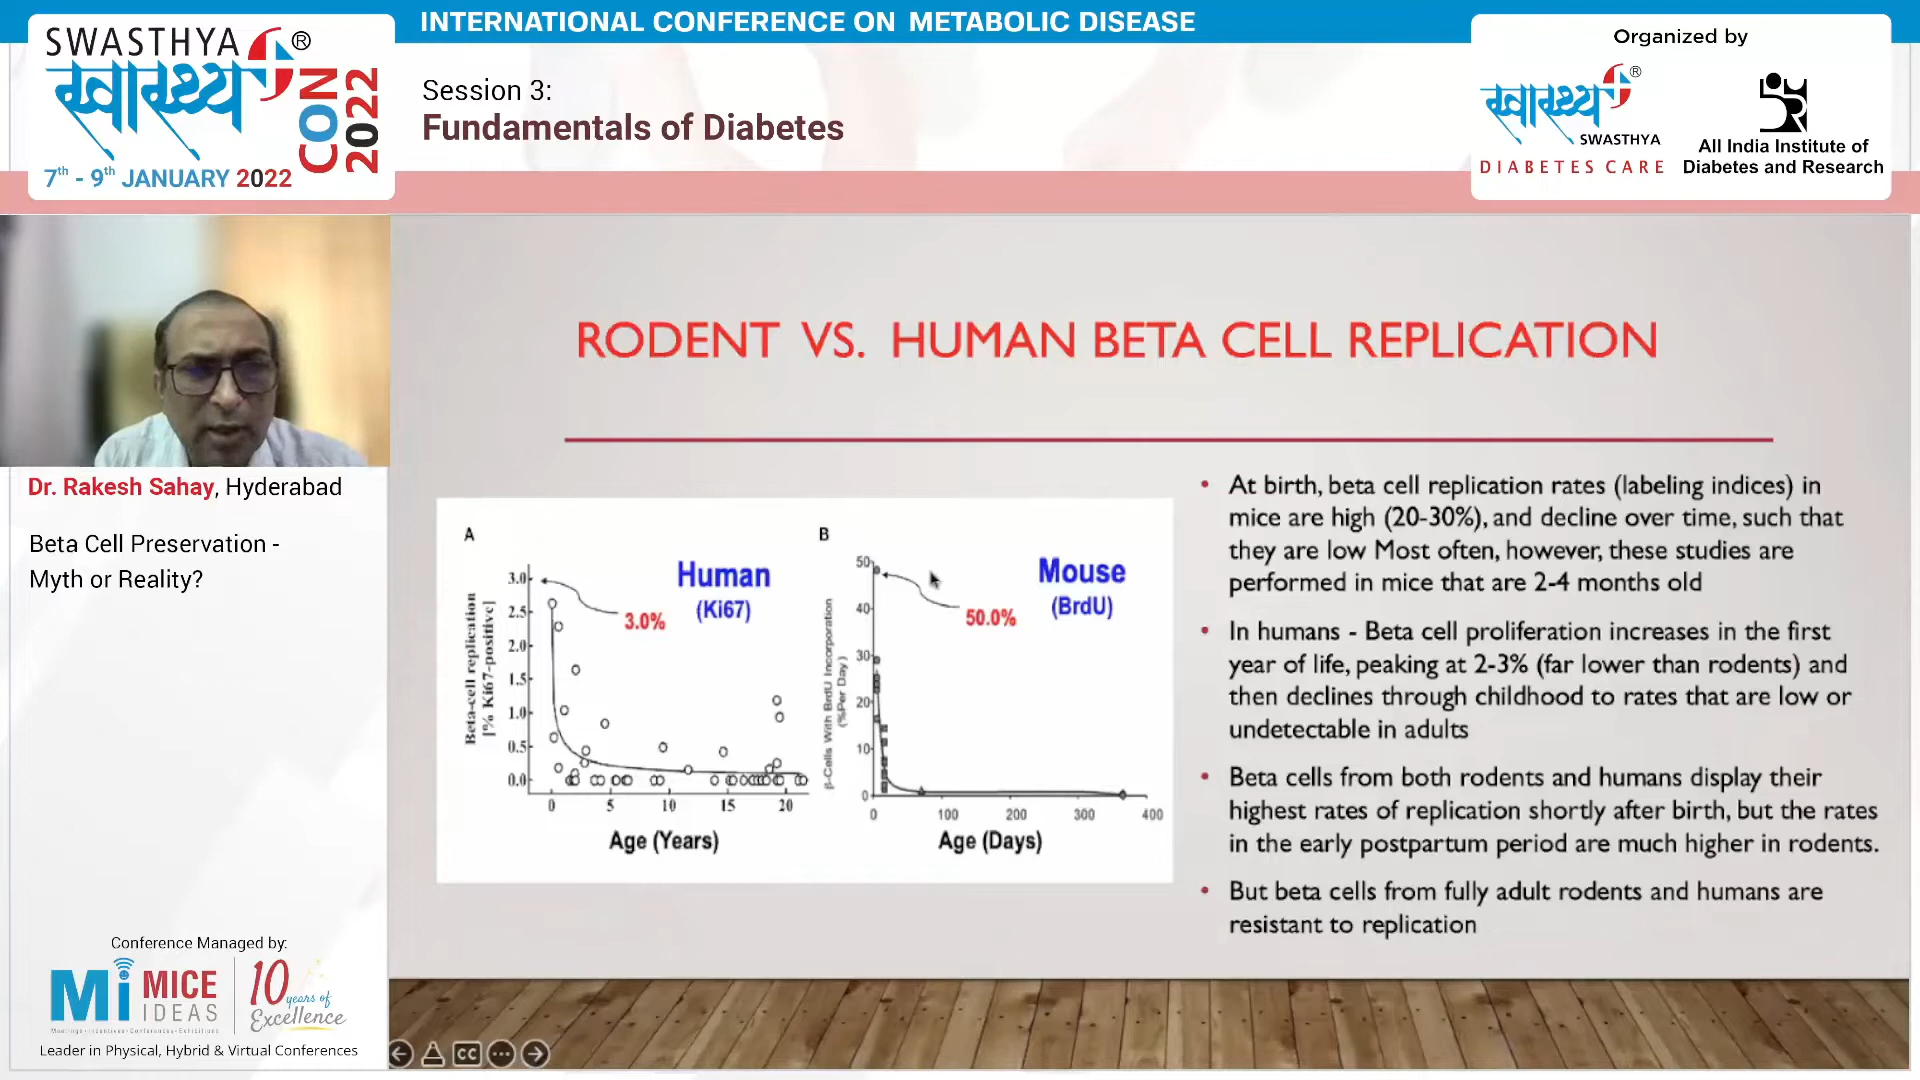 INTERNATIONAL CONFERENCE ON METABOLIC DISEASE
SWASTHYA ®
स्वास्थ्य
CON 2022
7th - 9th JANUARY 2022
Session 3:
Fundamentals of Diabetes
Organized by
स्वास्थ्य ®
SWASTHYA
DIABETES CARE
All India Institute of
Diabetes and Research
Dr. Rakesh Sahay, Hyderabad
Beta Cell Preservation -
Myth or Reality?
Conference Managed by:
Mi MICE
IDEAS
Meetings • Incentives • Conferences • Exhibitions
10
years of
Excellence
Leader in Physical, Hybrid & Virtual Conferences
RODENT VS. HUMAN BETA CELL REPLICATION
A
Human
(Ki67)
3.0%
Beta-cell replication
[% Ki67-positive]
3.0
2.5
2.0
1.5
1.0
0.5
0.0
0 5 10 15 20
Age (Years)
B
Mouse
(BrdU)
50.0%
β-Cells With BrdU Incorporation
(%Per Day)
50
40
30
20
10
0
0 100 200 300 400
Age (Days)
• At birth, beta cell replication rates (labeling indices) in
mice are high (20-30%), and decline over time, such that
they are low Most often, however, these studies are
performed in mice that are 2-4 months old
• In humans - Beta cell proliferation increases in the first
year of life, peaking at 2-3% (far lower than rodents) and
then declines through childhood to rates that are low or
undetectable in adults
• Beta cells from both rodents and humans display their
highest rates of replication shortly after birth, but the rates
in the early postpartum period are much higher in rodents.
• But beta cells from fully adult rodents and humans are
resistant to replication
CC